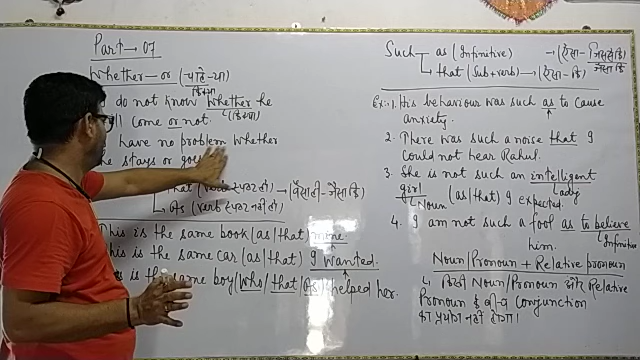 Part → 07
Whether - or (चाहे - या)
कि या
do not know whether he
(कि या)
ll come or not.
have no problem whether
he stays or goes
that (verb स्पष्ट हो) → (वैसा ही - जैसा कि)
As (verb स्पष्ट नहीं हो)
This is the same book (as/that) mine
his is the same car (as/that) I wanted.
is the same boy (who/that/As) helped her.
Such as (Infinitive) → (ऐसा - जिससे कि)
जैसा कि
that (Sub+verb) → (ऐसा - कि)
Ex:- 1. His behaviour was such as to cause
anxiety.
2. There was such a noise that I
could not hear Rahul.
3. She is not such an intelligent
Adj
girl (as/that) I expected.
Noun
4. I am not such a fool as to believe
Infinitive
him.
Noun/Pronoun + Relative pronoun
किसी Noun/Pronoun और Relative
Pronoun के बीच Conjunction
का प्रयोग नहीं होगा।